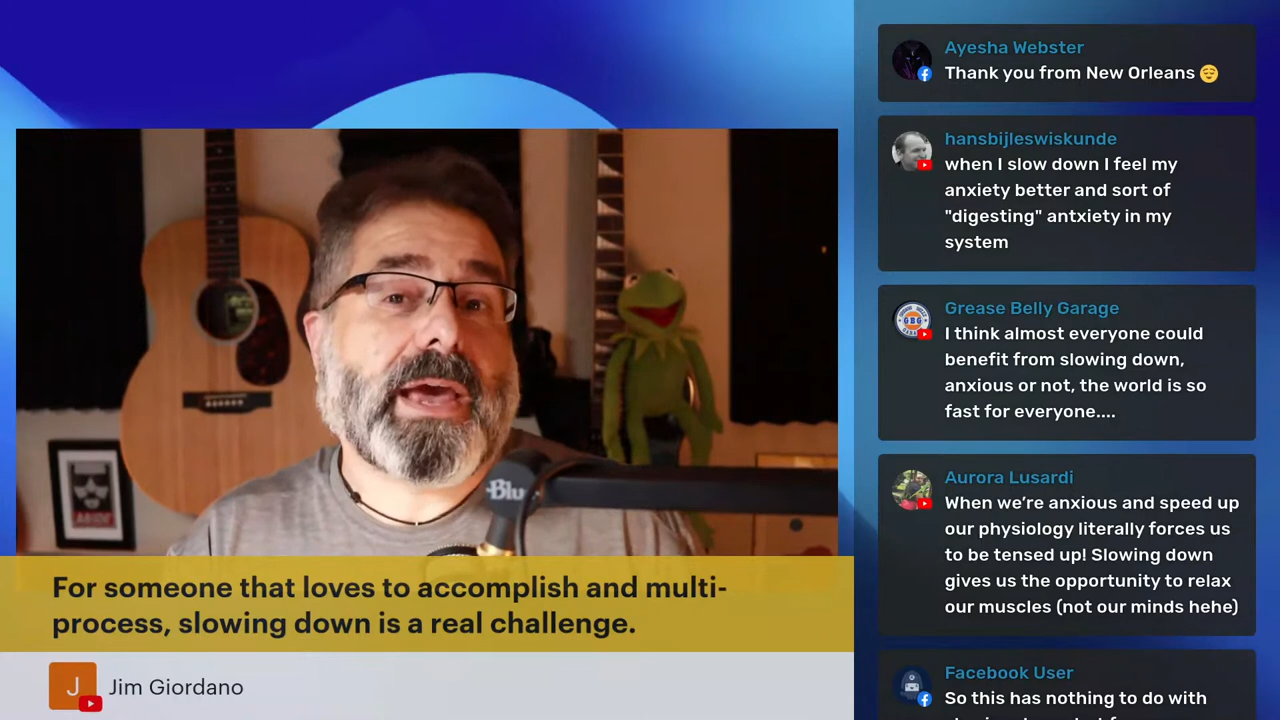 Blu
For someone that loves to accomplish and multi-
process, slowing down is a real challenge.
J
Jim Giordano
Ayesha Webster
Thank you from New Orleans 😌
hansbijleswiskunde
when I slow down I feel my
anxiety better and sort of
"digesting" antxiety in my
system
GBG
Grease Belly Garage
I think almost everyone could
benefit from slowing down,
anxious or not, the world is so
fast for everyone....
Aurora Lusardi
When we’re anxious and speed up
our physiology literally forces us
to be tensed up! Slowing down
gives us the opportunity to relax
our muscles (not our minds hehe)
Facebook User
So this has nothing to do with